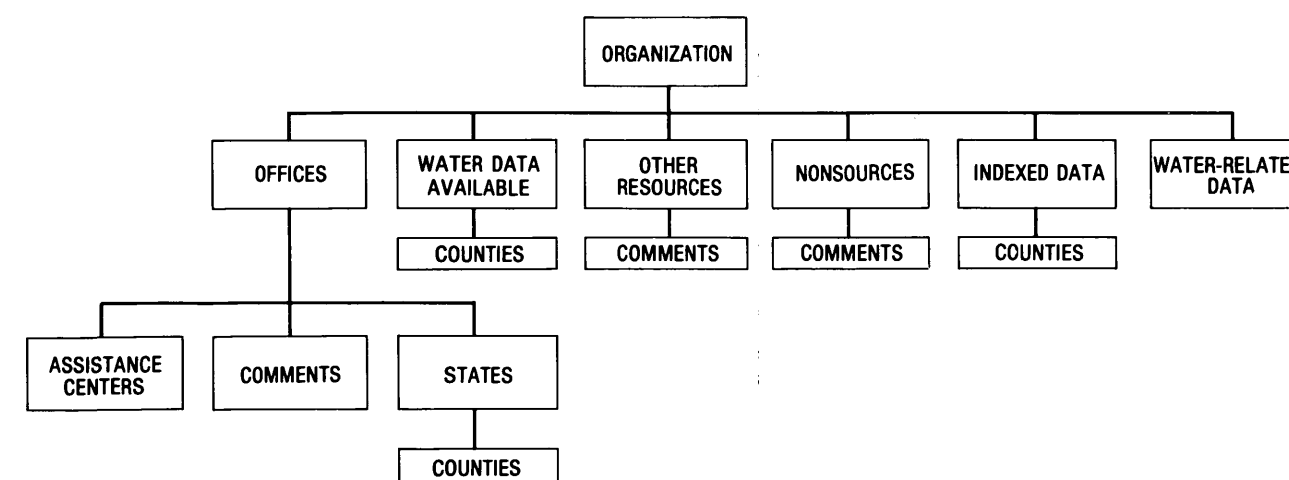 ORGANIZATION
OFFICES
WATER DATA
AVAILABLE
OTHER
RESOURCES
NONSOURCES
INDEXED DATA
WATER-RELATE
DATA
COUNTIES
COMMENTS
COMMENTS
COUNTIES
ASSISTANCE
CENTERS
COMMENTS
STATES
COUNTIES